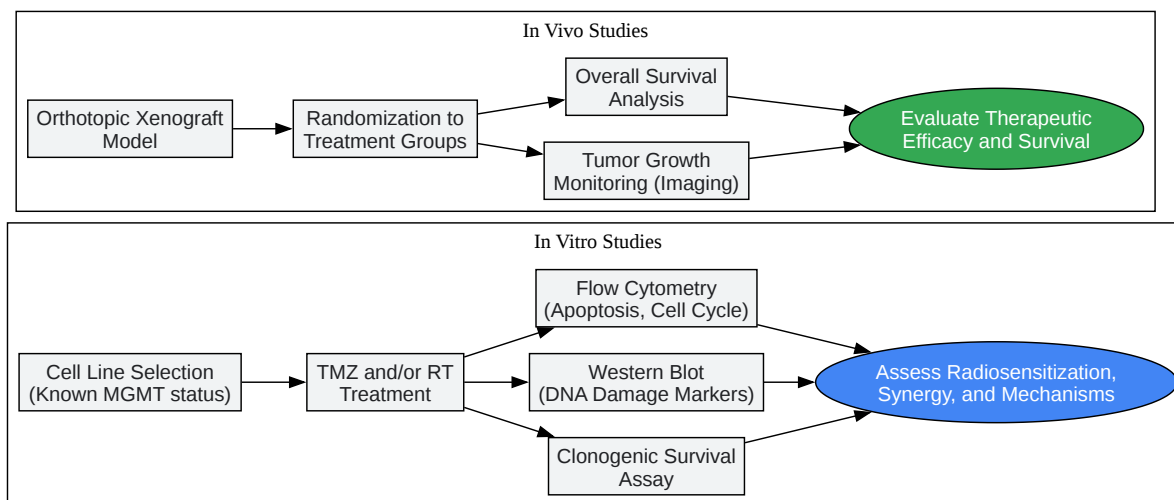 In Vivo Studies
Orthotopic Xenograft
Model
Randomization to
Treatment Groups
Overall Survival
Analysis
Tumor Growth
Monitoring (Imaging)
Evaluate Therapeutic
Efficacy and Survival
In Vitro Studies
Cell Line Selection
(Known MGMT status)
TMZ and/or RT
Treatment
Flow Cytometry
(Apoptosis, Cell Cycle)
Western Blot
(DNA Damage Markers)
Clonogenic Survival
Assay
Assess Radiosensitization,
Synergy, and Mechanisms